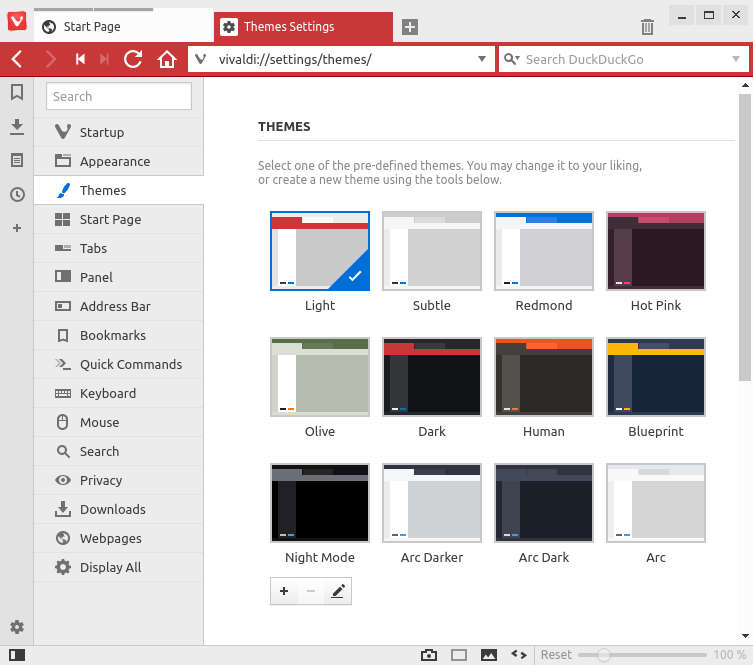 Start Page
Themes Settings
vivaldi://settings/themes/
Search DuckDuckGo
Search
Startup
Appearance
Themes
Start Page
Tabs
Panel
Address Bar
Bookmarks
Quick Commands
Keyboard
Mouse
Search
Privacy
Downloads
Webpages
Display All
THEMES
Select one of the pre-defined themes. You may change it to your liking,
or create a new theme using the tools below.
Light
Subtle
Redmond
Hot Pink
Olive
Dark
Human
Blueprint
Night Mode
Arc Darker
Arc Dark
Arc
Reset
100 %